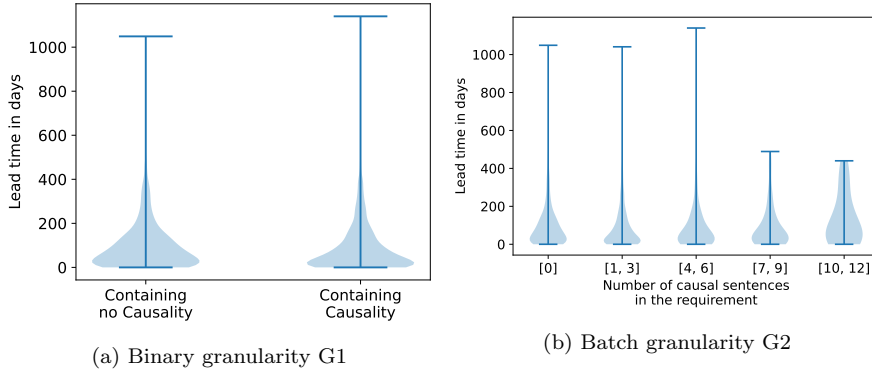 Lead time in days
1000
800
600
400
200
0
Containing
no Causality
Containing
Causality
(a) Binary granularity G1
Lead time in days
1000
800
600
400
200
0
[0]
[1, 3]
[4, 6]
[7, 9]
[10, 12]
Number of causal sentences
in the requirement
(b) Batch granularity G2